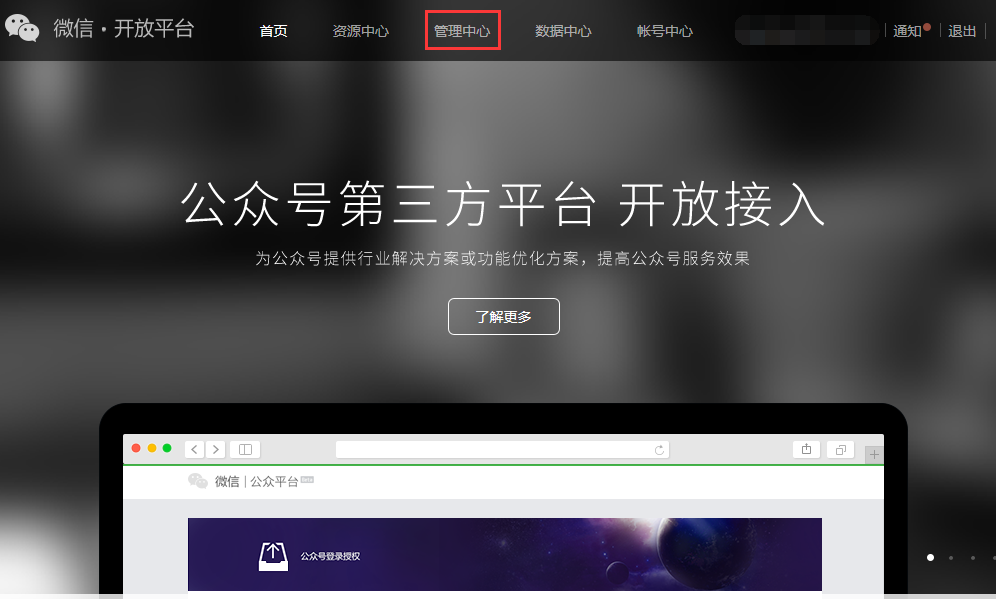 微信·开放平台 首页 资源中心 管理中心 数据中心 帐号中心 通知 退出
公众号第三方平台 开放接入
为公众号提供行业解决方案或功能优化方案，提高公众号服务效果
了解更多
微信 | 公众平台
公众号登录授权